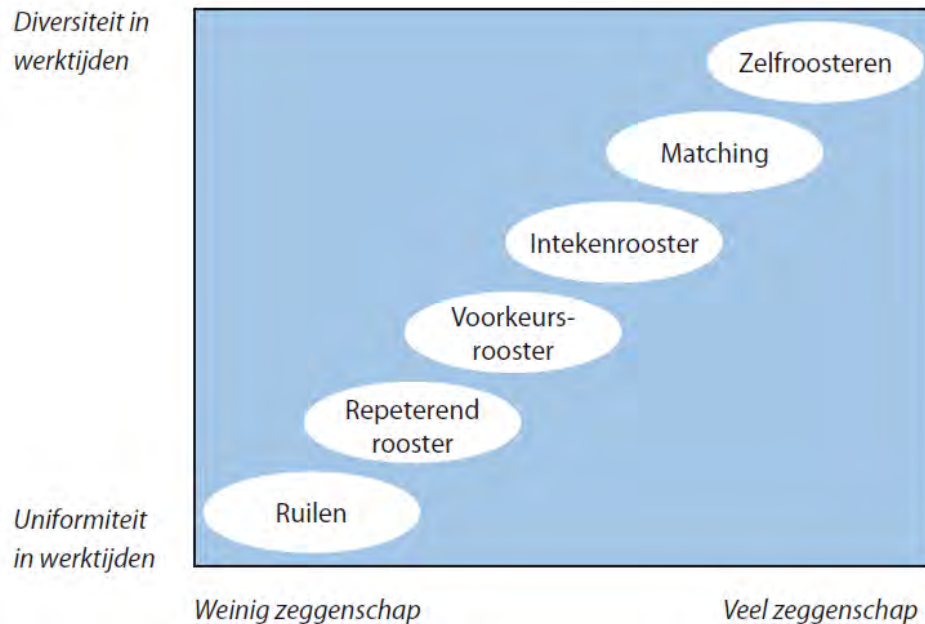 Diversiteit in
werktijden
Zelfroosteren
Matching
Intekenrooster
Voorkeurs-
rooster
Repeterend
rooster
Ruilen
Uniformiteit
in werktijden
Weinig zeggenschap
Veel zeggenschap